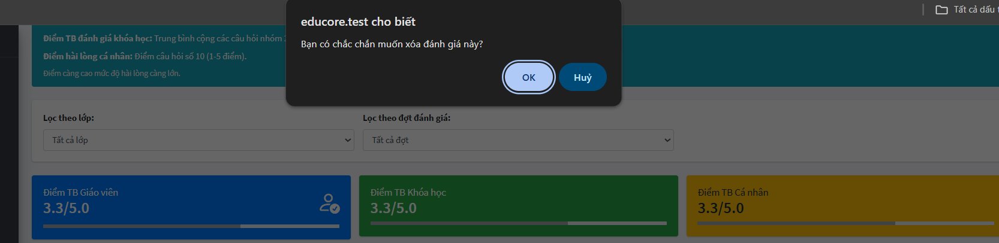 Tất cả dấu
educore.test cho biết
Bạn có chắc chắn muốn xóa đánh giá này?
OK
Huỷ
Điểm TB đánh giá khóa học: Trung bình cộng các câu hỏi nhóm
Điểm hài lòng cá nhân: Điểm câu hỏi số 10 (1-5 điểm).
Điểm càng cao mức độ hài lòng càng lớn.
Lọc theo lớp:
Lọc theo đợt đánh giá:
Tất cả lớp
Tất cả đợt
Điểm TB Giáo viên
3.3/5.0
Điểm TB Khóa học
3.3/5.0
Điểm TB Cá nhân
3.3/5.0